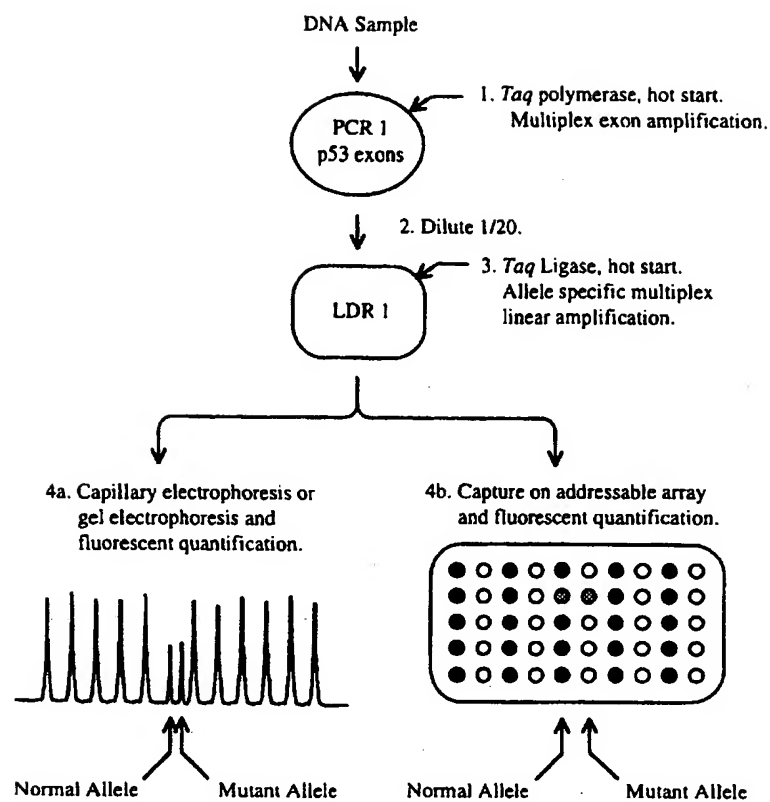 DNA Sample
1. Taq polymerase, hot start.
Multiplex exon amplification.
PCR 1
p53 exons
2. Dilute 1/20.
3. Taq Ligase, hot start.
Allele specific multiplex
linear amplification.
LDR 1
4a. Capillary electrophoresis or
gel electrophoresis and
fluorescent quantification.
4b. Capture on addressable array
and fluorescent quantification.
Normal Allele
Mutant Allele
Normal Allele
Mutant Allele